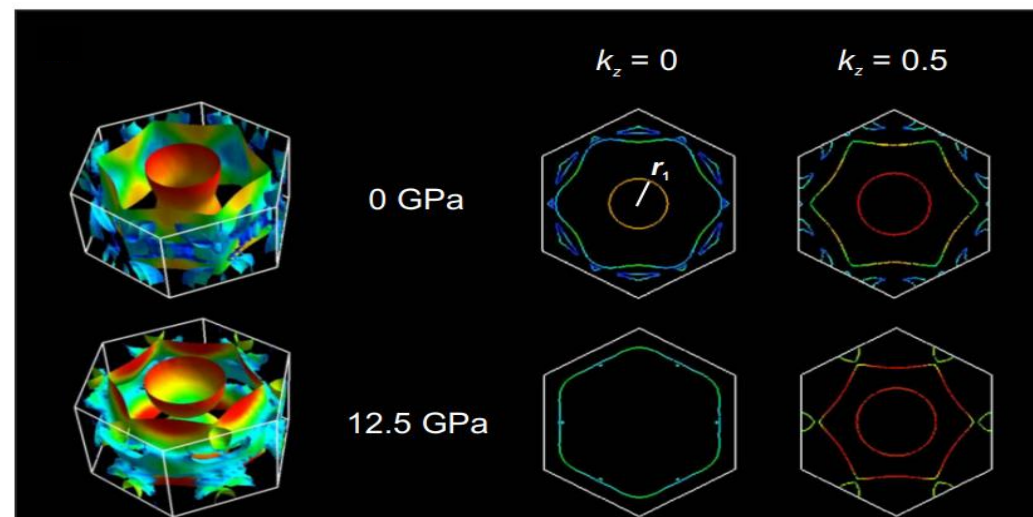 k_z = 0
k_z = 0.5
0 GPa
r_1
12.5 GPa